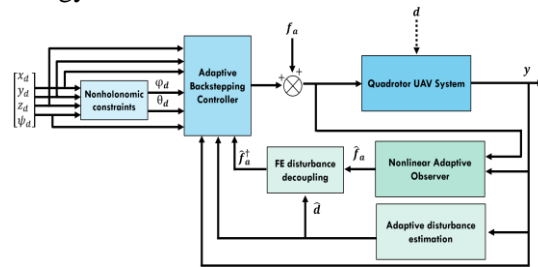 d
f_a
y
x_d
y_d
z_d
ψ_d
Nonholonomic
constraints
φ_d
θ_d
Adaptive
Backstepping
Controller
+
+
Quadrotor UAV System
f̂_a^†
FE disturbance
decoupling
f̂_a
Nonlinear Adaptive
Observer
d̂
Adaptive disturbance
estimation